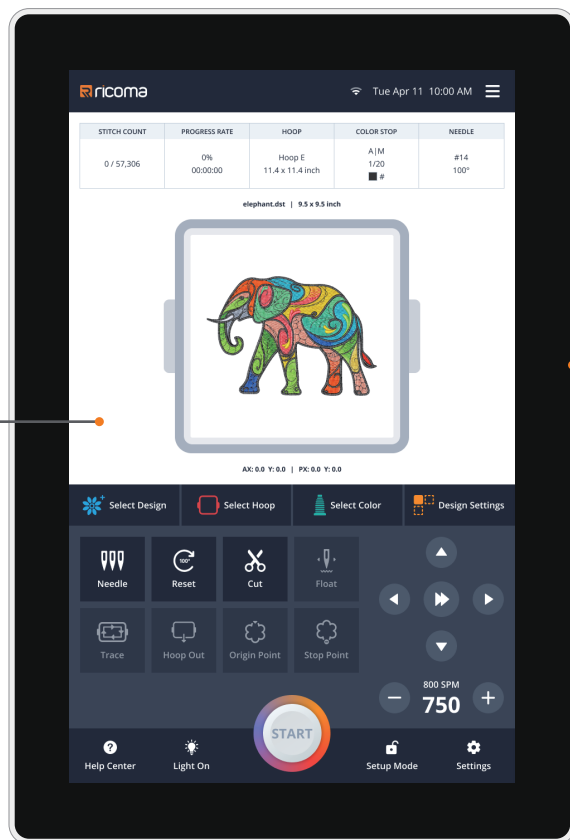 ricoma
Tue Apr 11 10:00 AM
STITCH COUNT PROGRESS RATE HOOP COLOR STOP NEEDLE
0 / 57,306
0%
00:00:00
Hoop E
11.4 x 11.4 inch
A|M
1/20
#
#14
100°
elephant.dst | 9.5 x 9.5 inch
AX: 0.0 Y: 0.0 | PX: 0.0 Y: 0.0
Select Design Select Hoop Select Color Design Settings
100°
Needle Reset Cut Float
Trace Hoop Out Origin Point Stop Point
800 SPM
750
START
Help Center Light On Setup Mode Settings